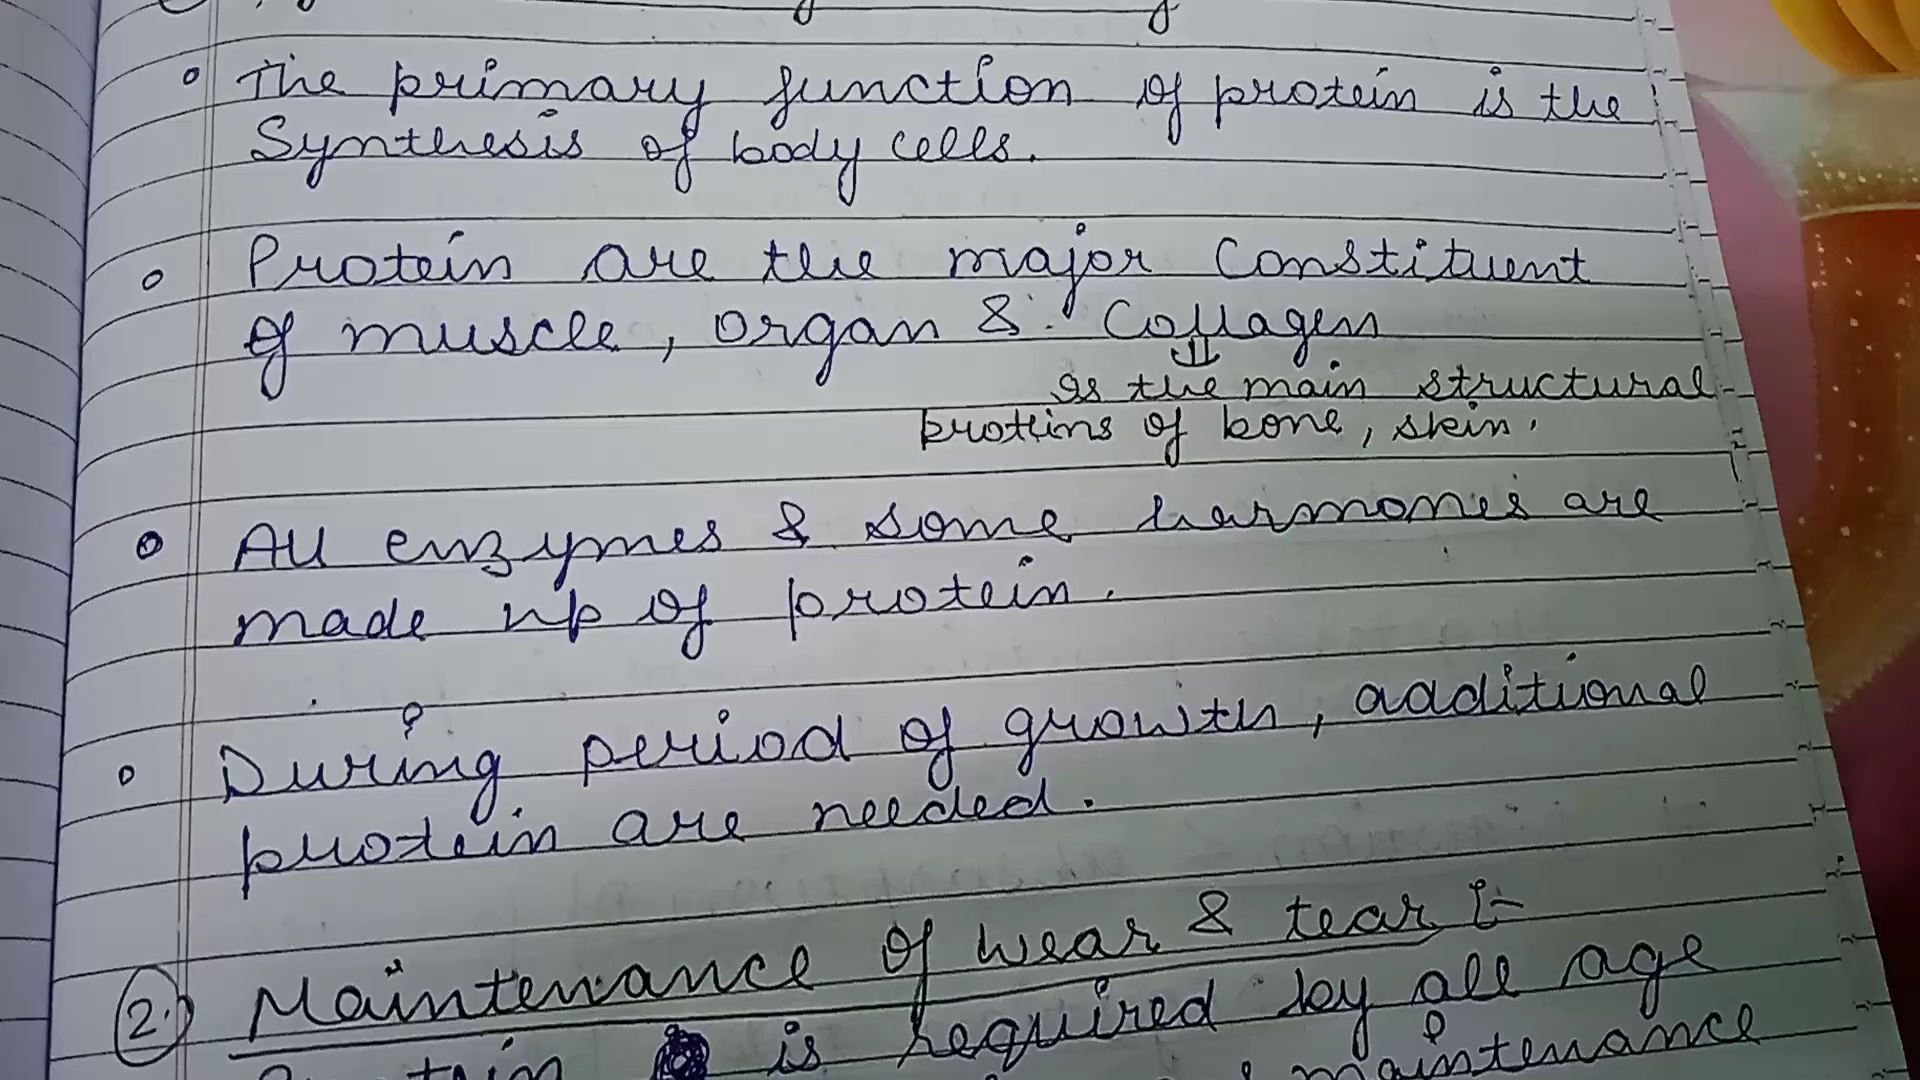 • The primary function of protein is the
Synthesis of body cells.
• Protein are the major Constituent
of muscle, organ & Collagen
⇓
is the main structural
proteins of bone, skin.
• All enzymes & some harmones are
made up of protein.
• During period of growth, additional
protein are needed.
2. Maintenance of wear & tear :-
Protein is required by all age
maintenance